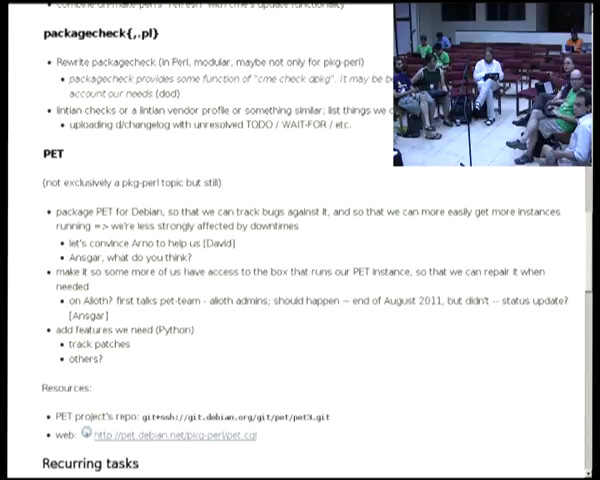 packagecheck{,.pl}
Rewrite packagecheck (in Perl, modular, maybe not only for pkg-perl)
packagecheck provides some function of "cme check dpkg". It may be b
account our needs (dod)
lintian checks or a lintian vendor profile or something similar; list things we
uploading d/changelog with unresolved TODO / WAIT-FOR / etc.
PET
(not exclusively a pkg-perl topic but still)
package PET for Debian, so that we can track bugs against it, and so that we can more easily get more instances
running => we're less strongly affected by downtimes
let's convince Arno to help us [David]
Ansgar, what do you think?
make it so some more of us have access to the box that runs our PET instance, so that we can repair it when
needed
on Alioth? first talks pet-team - alioth admins; should happen ~ end of August 2011, but didn't -- status update?
[Ansgar]
add features we need (Python)
track patches
others?
Resources:
PET project's repo: git+ssh://git.debian.org/git/pet/pet3.git
web: http://pet.debian.net/pkg-perl/pet.cgi
Recurring tasks